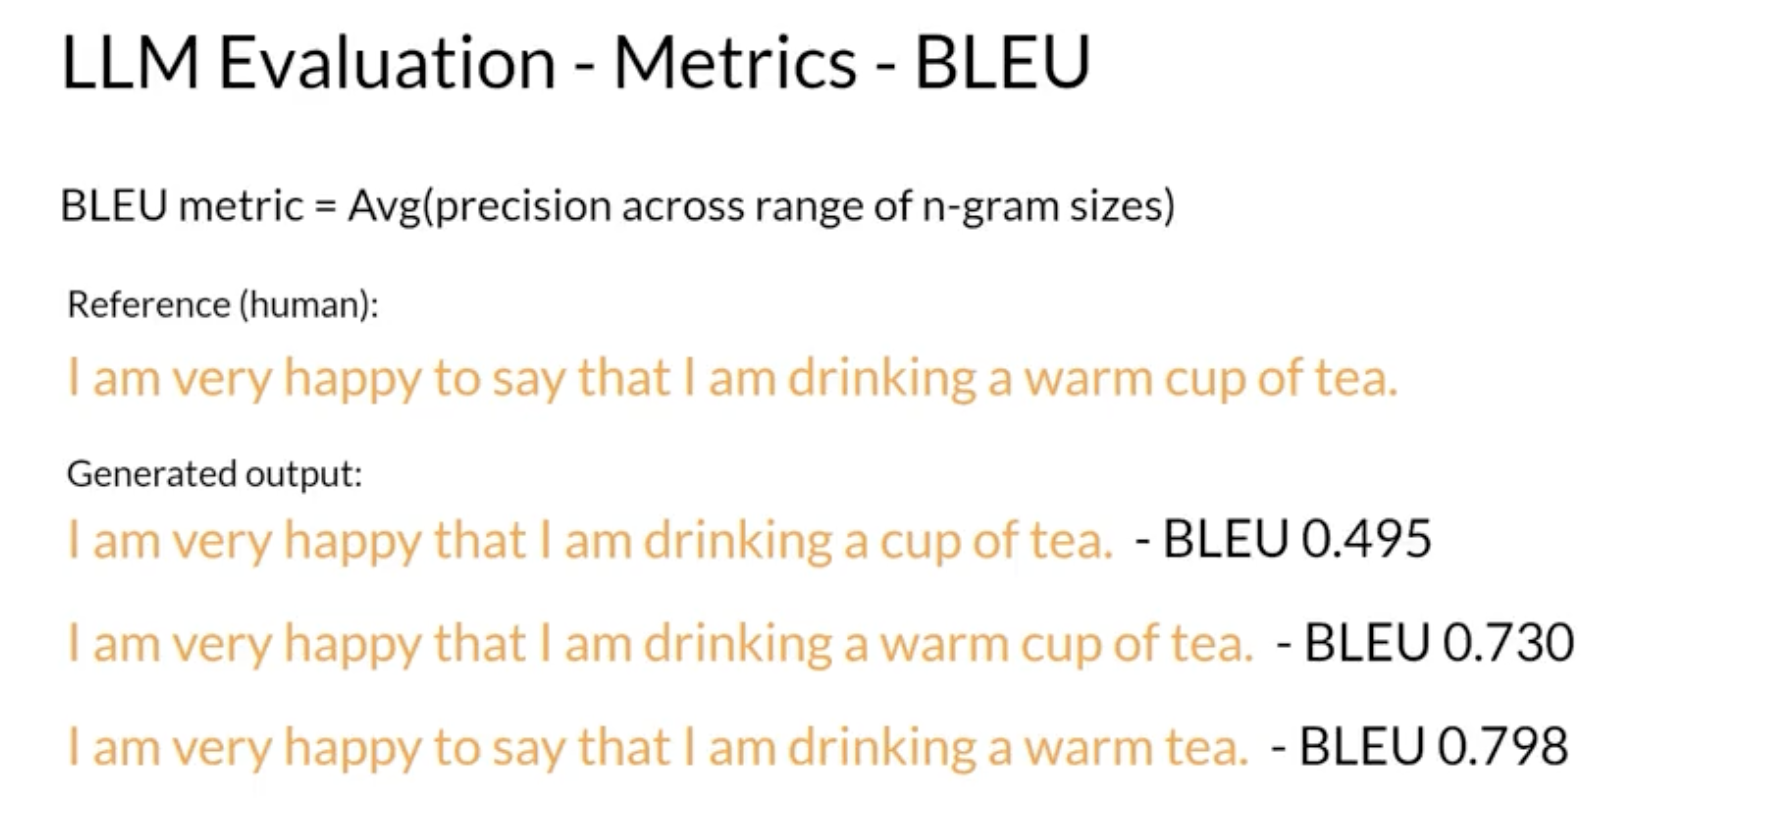 LLM Evaluation - Metrics - BLEU
BLEU metric = Avg(precision across range of n-gram sizes)
Reference (human):
I am very happy to say that I am drinking a warm cup of tea.
Generated output:
I am very happy that I am drinking a cup of tea. - BLEU 0.495
I am very happy that I am drinking a warm cup of tea. - BLEU 0.730
I am very happy to say that I am drinking a warm tea. - BLEU 0.798